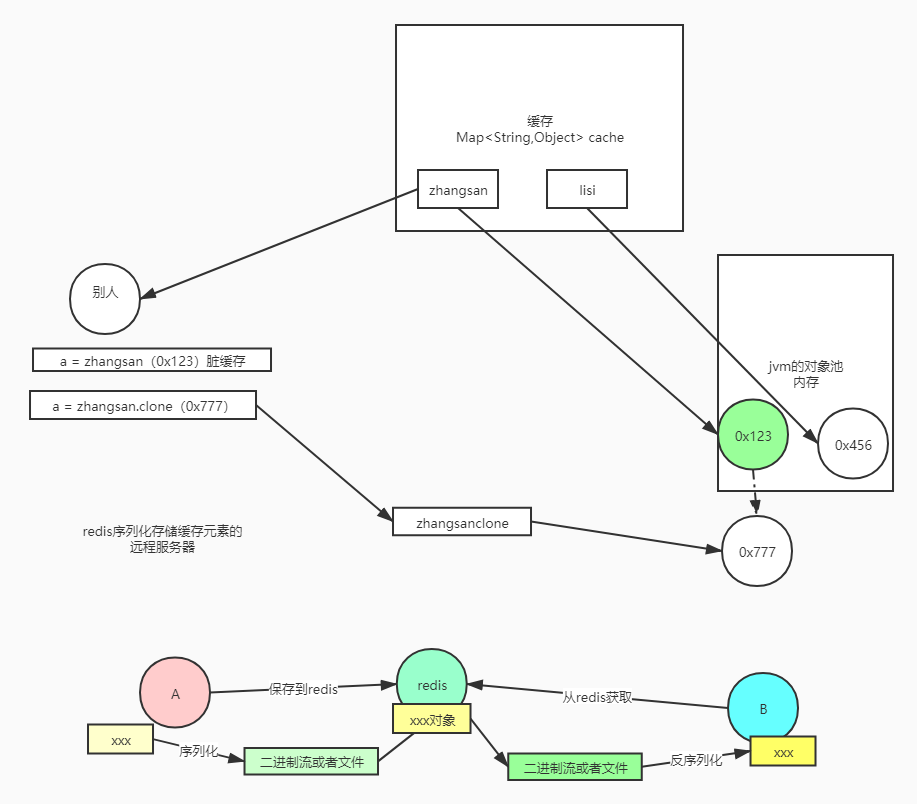 缓存
Map<String,Object> cache
zhangsan
lisi
别人
a = zhangsan（0x123）脏缓存
a = zhangsan.clone（0x777）
jvm的对象池
内存
0x123
0x456
zhangsanclone
0x777
redis序列化存储缓存元素的
远程服务器
A
保存到redis
redis
从redis获取
B
xxx
序列化
二进制流或者文件
xxx对象
二进制流或者文件
反序列化
xxx